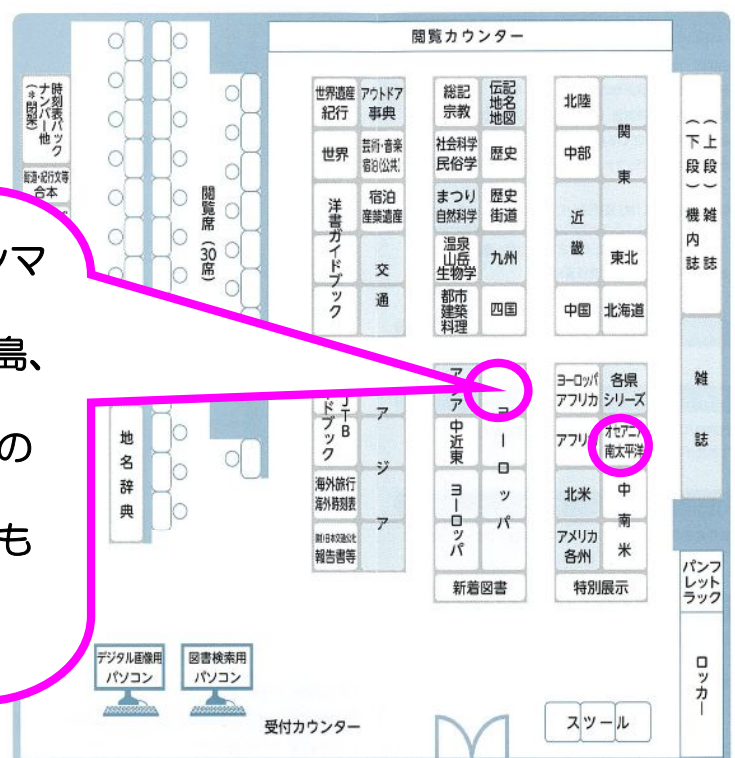 閲覧カウンター
時刻表バック
ナンバー他
(*閉架)
街道・紀行文等
合本
閲覧席(30席)
世界遺産
紀行
アウトドア
事典
世界
芸術・音楽
宿泊(公共)
洋書ガイドブック
宿泊
産業遺産
交通
総記
宗教
伝記
地名
地図
社会科学
民俗学
歴史
まつり
自然科学
歴史
街道
温泉
山岳
生物学
九州
都市
建築
料理
四国
北陸
関東
中部
近畿
東北
中国
北海道
(上段)雑誌
(下段)機内誌
雑誌
ツマ
島、
の
も
地名辞典
ドブック
JTB
アジア
海外旅行
海外時刻表
報告書等
アジア
中近東
ヨーロッパ
ヨーロッパ
新着図書
ヨーロッパ
アフリカ
各県
シリーズ
アフリカ
オセアニア
南太平洋
北米
中南米
アメリカ
各州
特別展示
パンフ
レット
ラック
ロッカー
デジタル画像用
パソコン
図書検索用
パソコン
受付カウンター
スツール